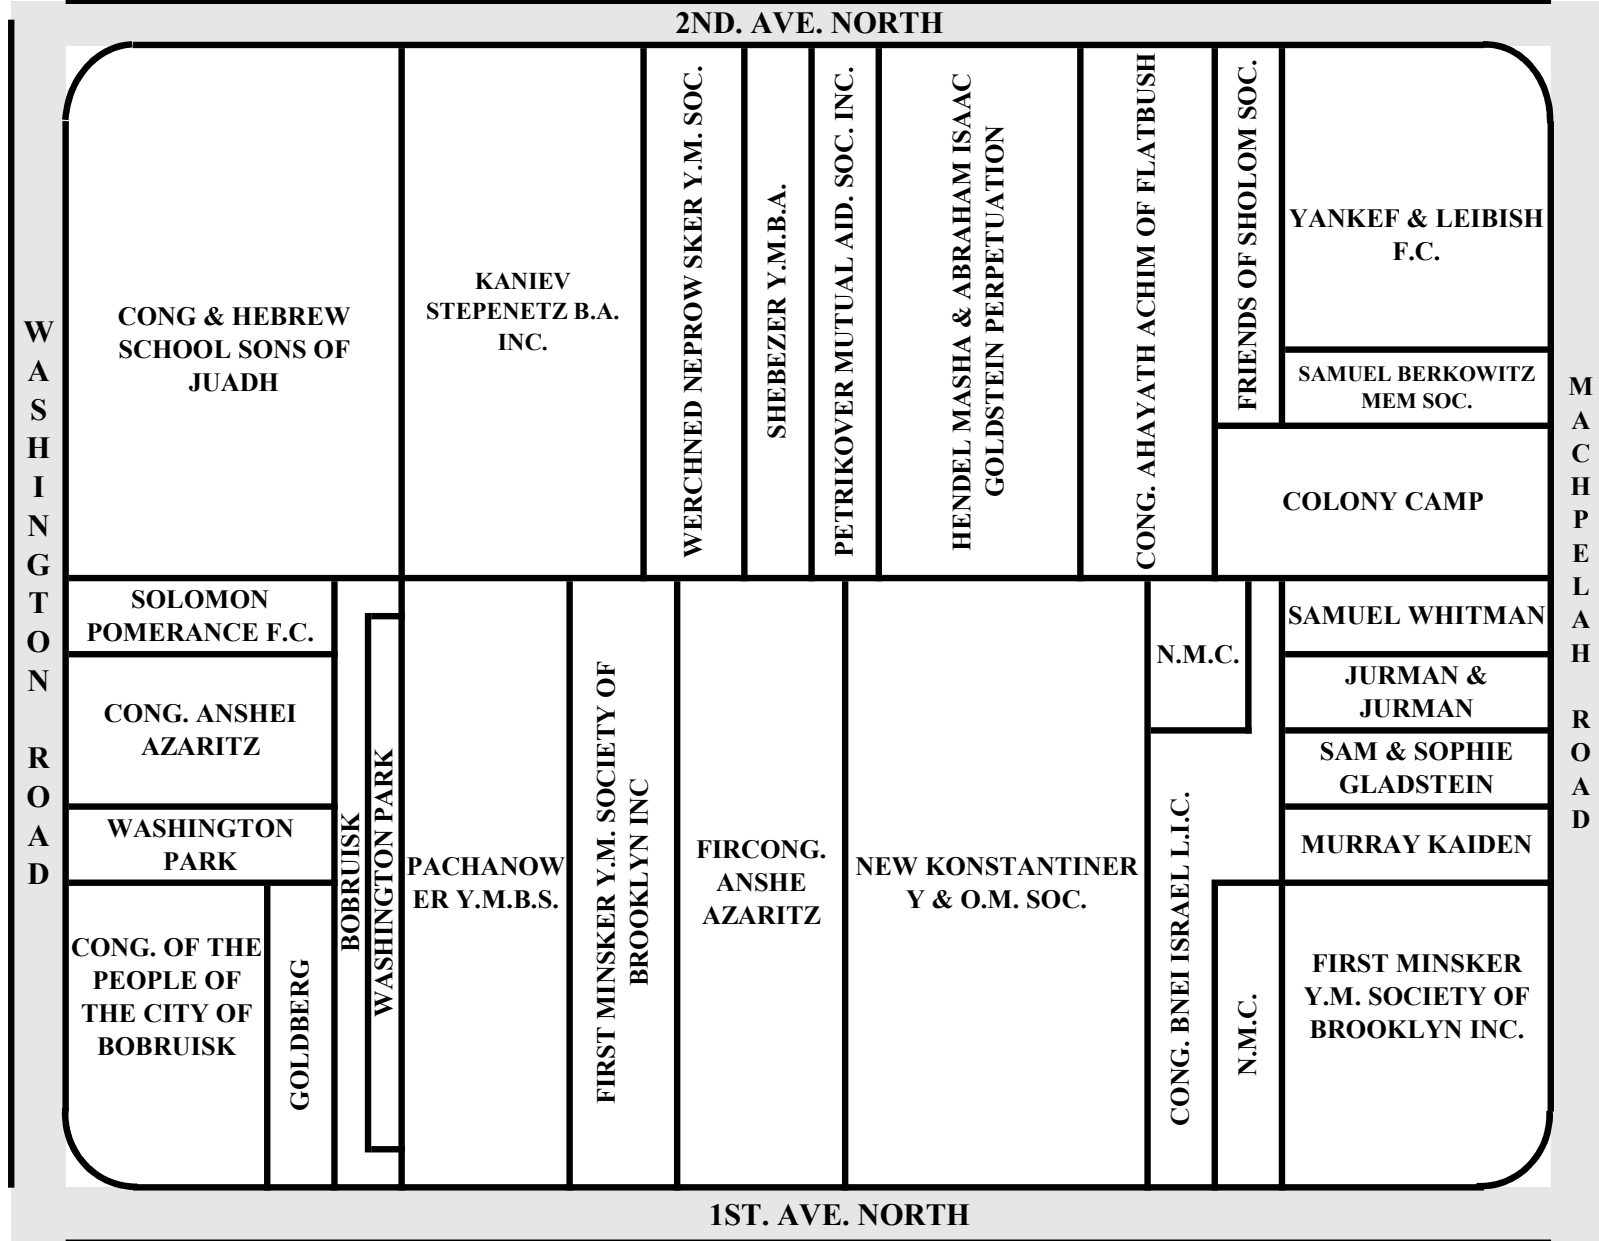 2ND. AVE. NORTH
WASHINGTON ROAD
CONG & HEBREW
SCHOOL SONS OF
JUADH
KANIEV
STEPENETZ B.A.
INC.
WERCHNED NEPROW SKER Y.M. SOC.
SHEBEZER Y.M.B.A.
PETRIKOVER MUTUAL AID. SOC. INC.
HENDEL MASHA & ABRAHAM ISAAC
GOLDSTEIN PERPETUATION
CONG. AHAYATH ACHIM OF FLATBUSH
FRIENDS OF SHOLOM SOC.
YANKEF & LEIBISH
F.C.
SAMUEL BERKOWITZ
MEM SOC.
COLONY CAMP
MACHPELAH ROAD
SOLOMON
POMERANCE F.C.
CONG. ANSHEI
AZARITZ
WASHINGTON
PARK
CONG. OF THE
PEOPLE OF
THE CITY OF
BOBRUISK
GOLDBERG
BOBRUISK
WASHINGTON PARK
PACHANOW
ER Y.M.B.S.
FIRST MINSKER Y.M. SOCIETY OF
BROOKLYN INC
FIRCONG.
ANSHE
AZARITZ
NEW KONSTANTINER
Y & O.M. SOC.
N.M.C.
CONG. BNEI ISRAEL L.I.C.
N.M.C.
SAMUEL WHITMAN
JURMAN &
JURMAN
SAM & SOPHIE
GLADSTEIN
MURRAY KAIDEN
FIRST MINSKER
Y.M. SOCIETY OF
BROOKLYN INC.
1ST. AVE. NORTH